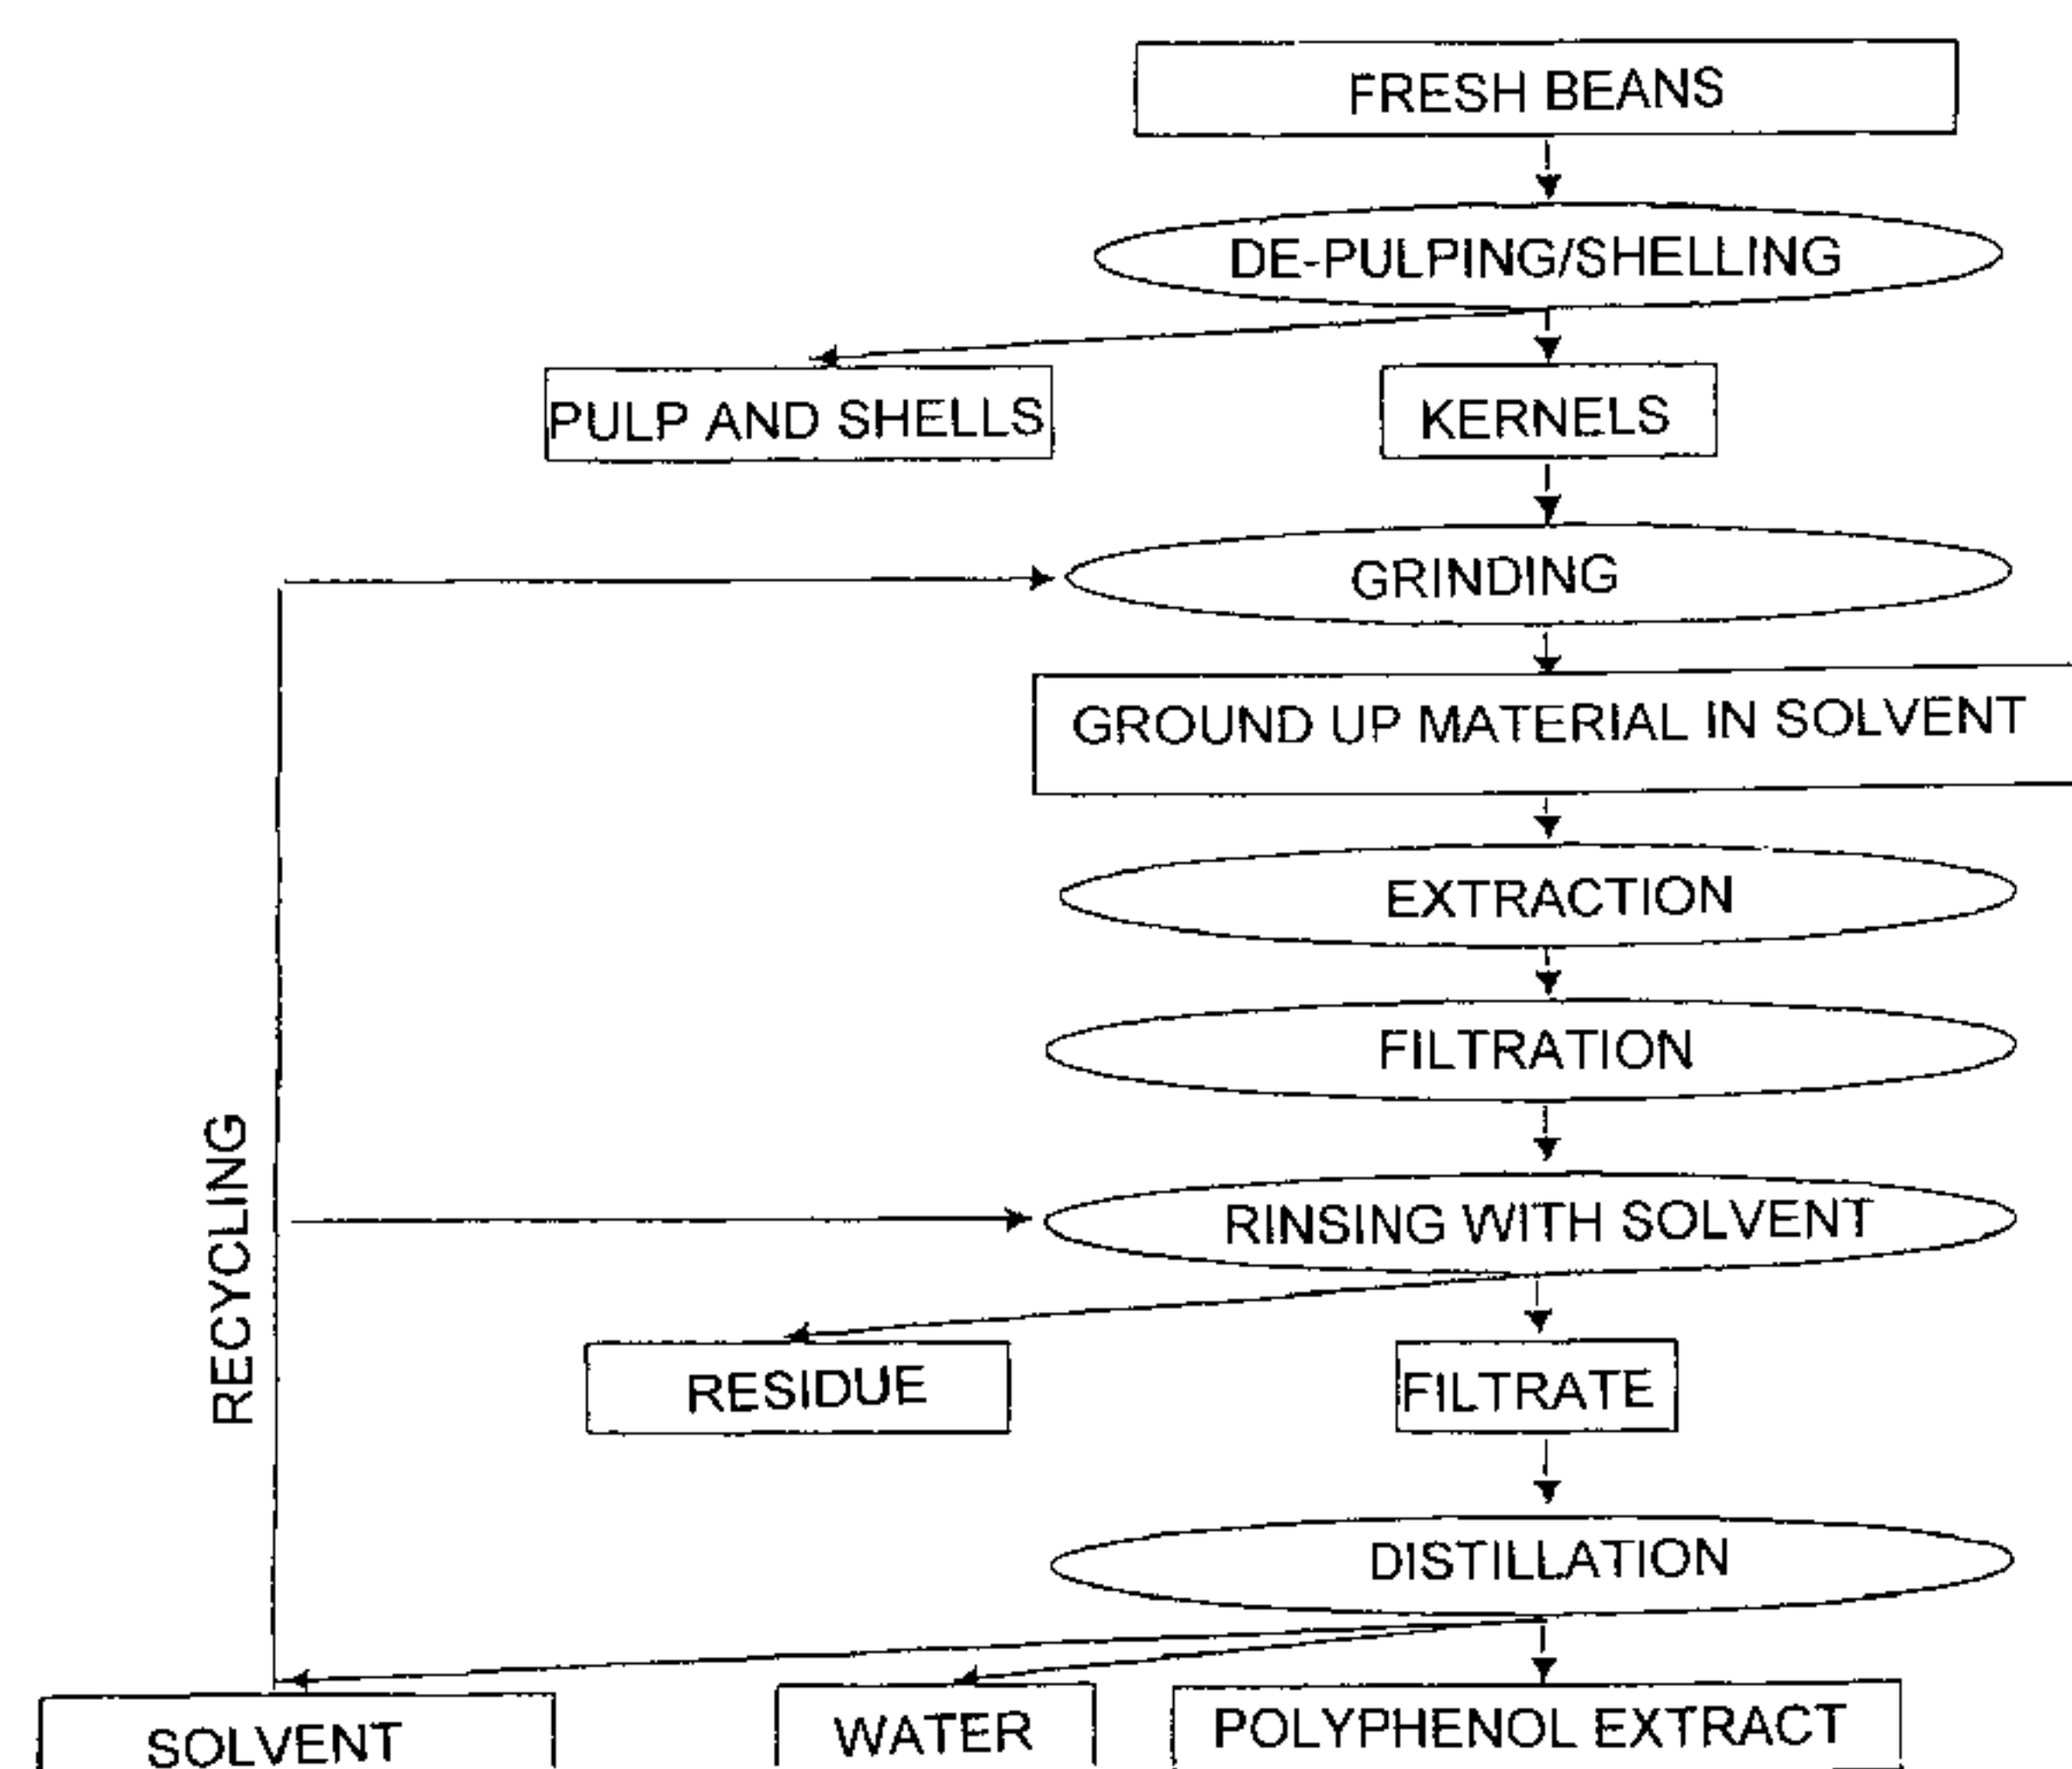 FRESH BEANS
DE-PULPING/SHELLING
PULP AND SHELLS
KERNELS
GRINDING
GROUND UP MATERIAL IN SOLVENT
EXTRACTION
FILTRATION
RECYCLING
RINSING WITH SOLVENT
RESIDUE
FILTRATE
DISTILLATION
SOLVENT
WATER
POLYPHENOL EXTRACT